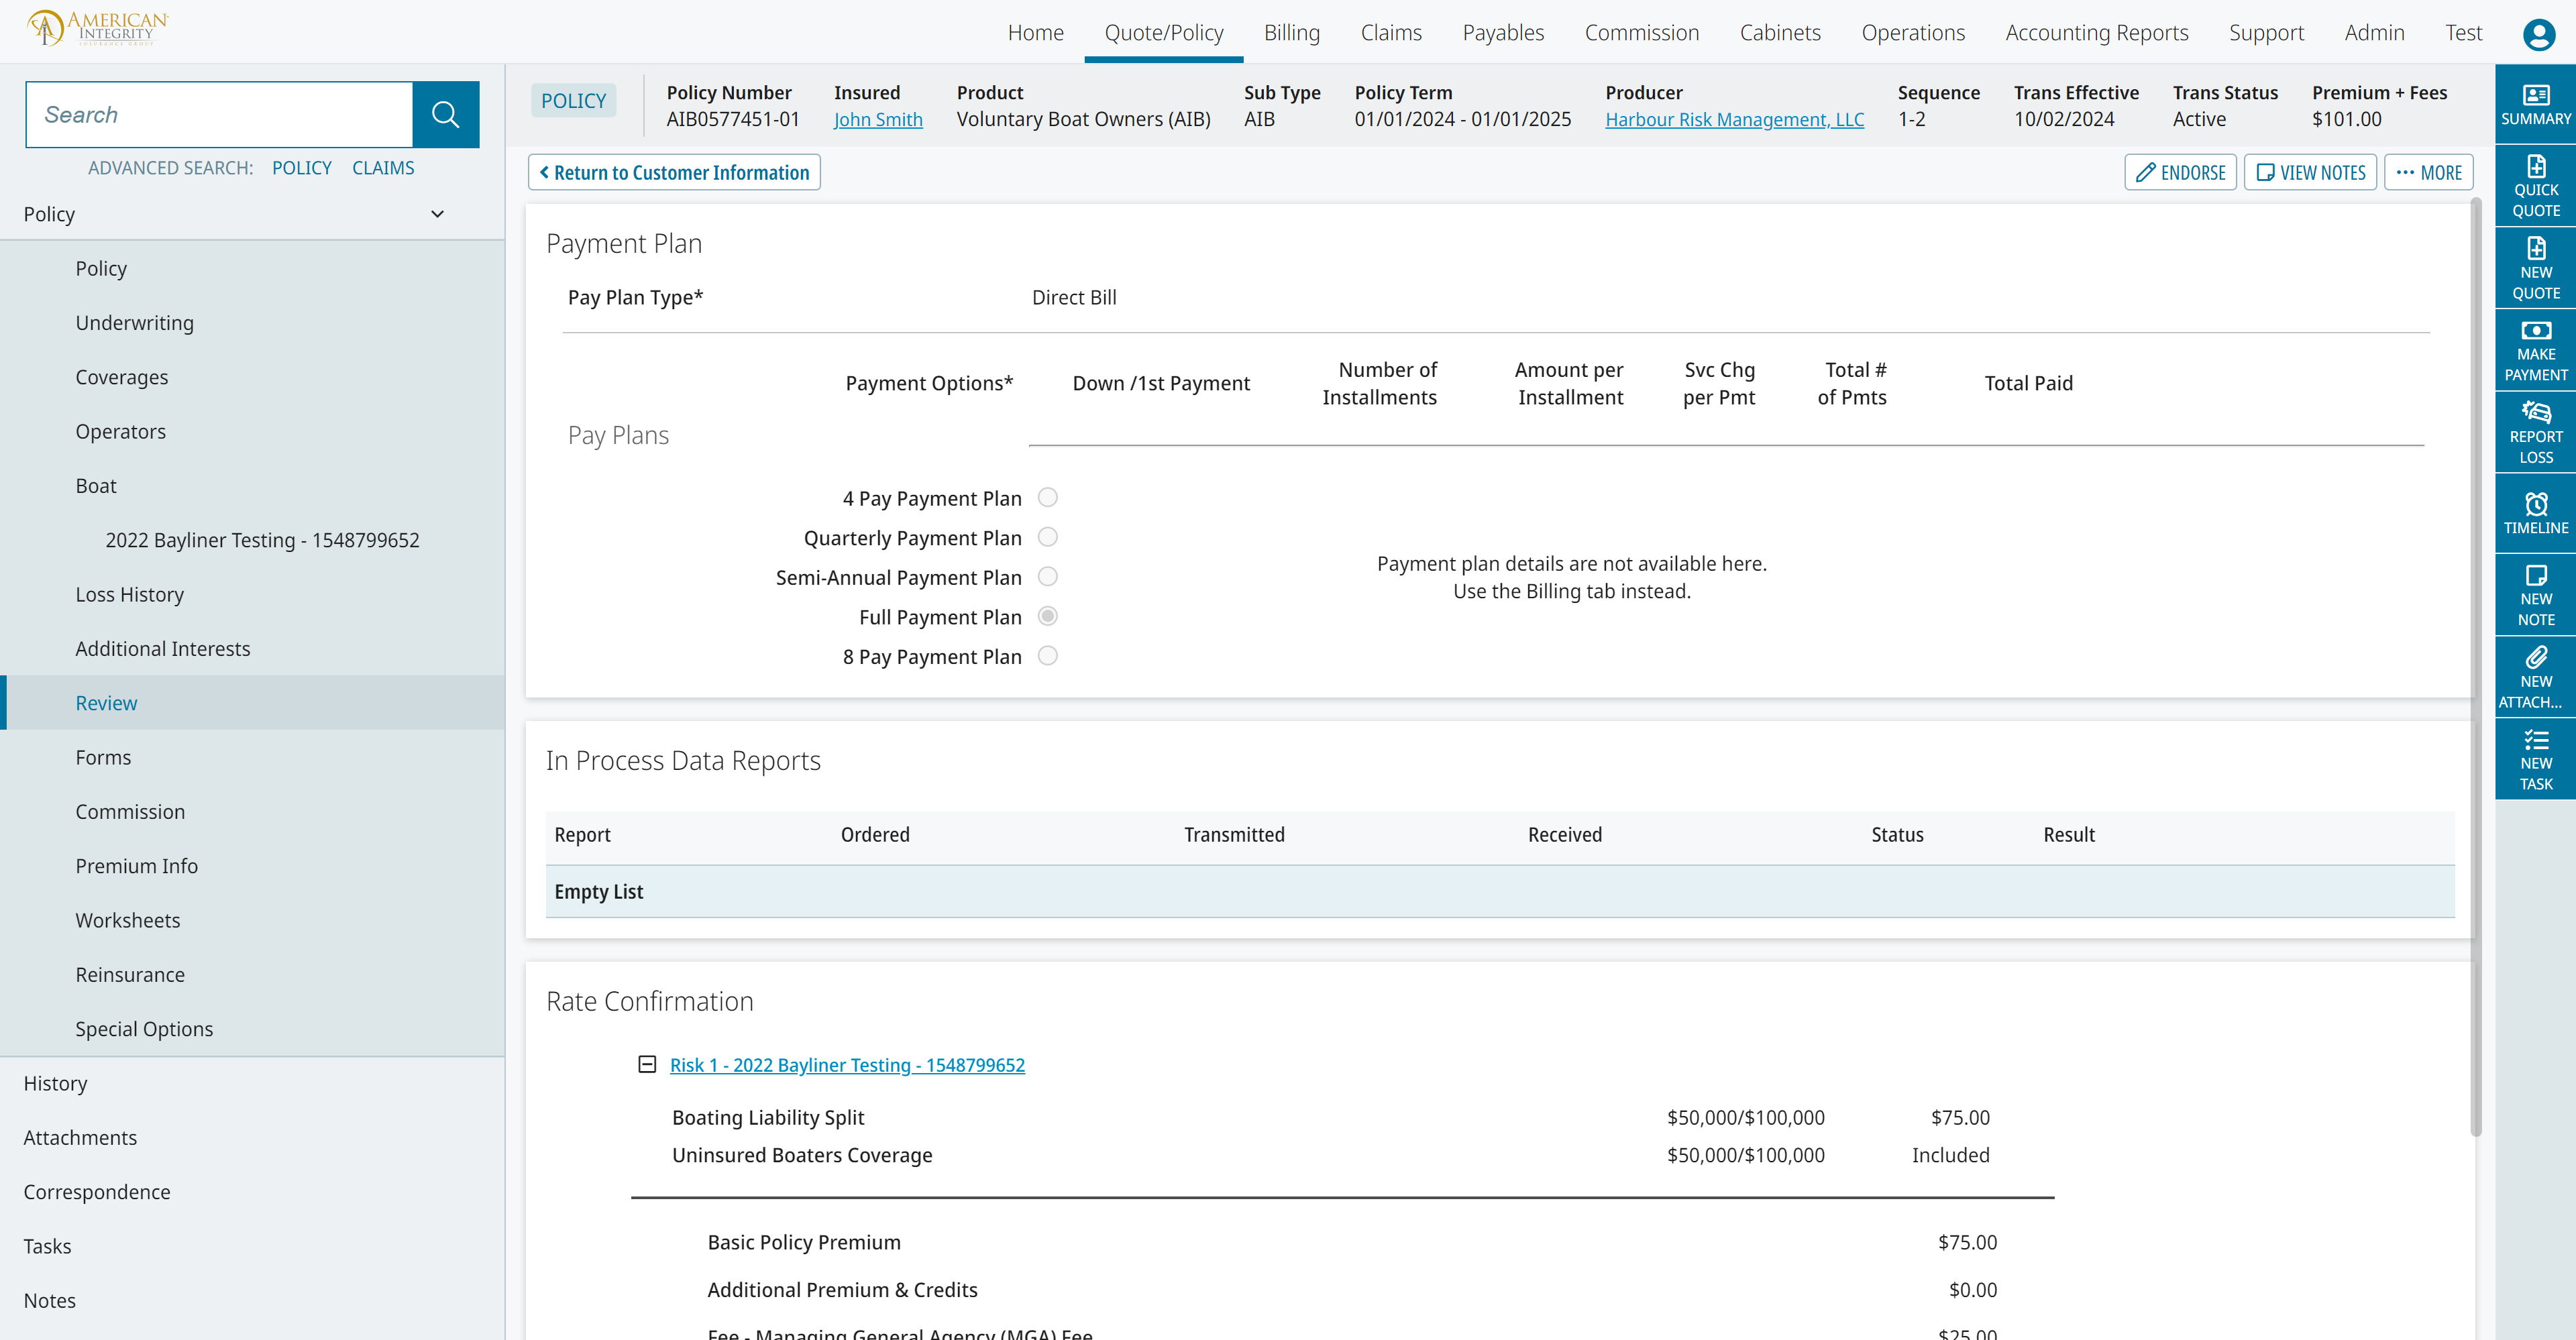 AMERICAN
INTEGRITY
INSURANCE GROUP
Home
Quote/Policy
Billing
Claims
Payables
Commission
Cabinets
Operations
Accounting Reports
Support
Admin
Test
Search
ADVANCED SEARCH: POLICY CLAIMS
Policy
Policy
Underwriting
Coverages
Operators
Boat
2022 Bayliner Testing - 1548799652
Loss History
Additional Interests
Review
Forms
Commission
Premium Info
Worksheets
Reinsurance
Special Options
History
Attachments
Correspondence
Tasks
Notes
POLICY
Policy Number
AIB0577451-01
Insured
John Smith
Product
Voluntary Boat Owners (AIB)
Sub Type
AIB
Policy Term
01/01/2024 - 01/01/2025
Producer
Harbour Risk Management, LLC
Sequence
1-2
Trans Effective
10/02/2024
Trans Status
Active
Premium + Fees
$101.00
Return to Customer Information
ENDORSE
VIEW NOTES
MORE
Payment Plan
Pay Plan Type* Direct Bill
Payment Options*
Down /1st Payment
Number of
Installments
Amount per
Installment
Svc Chg
per Pmt
Total #
of Pmts
Total Paid
Pay Plans
4 Pay Payment Plan
Quarterly Payment Plan
Semi-Annual Payment Plan
Full Payment Plan
8 Pay Payment Plan
Payment plan details are not available here.
Use the Billing tab instead.
In Process Data Reports
Report Ordered Transmitted Received Status Result
Empty List
Rate Confirmation
Risk 1 - 2022 Bayliner Testing - 1548799652
Boating Liability Split $50,000/$100,000 $75.00
Uninsured Boaters Coverage $50,000/$100,000 Included
Basic Policy Premium $75.00
Additional Premium & Credits $0.00
Fee - Managing General Agency (MGA) Fee $25.00
SUMMARY
QUICK
QUOTE
NEW
QUOTE
MAKE
PAYMENT
REPORT
LOSS
TIMELINE
NEW
NOTE
NEW
ATTACH...
NEW
TASK